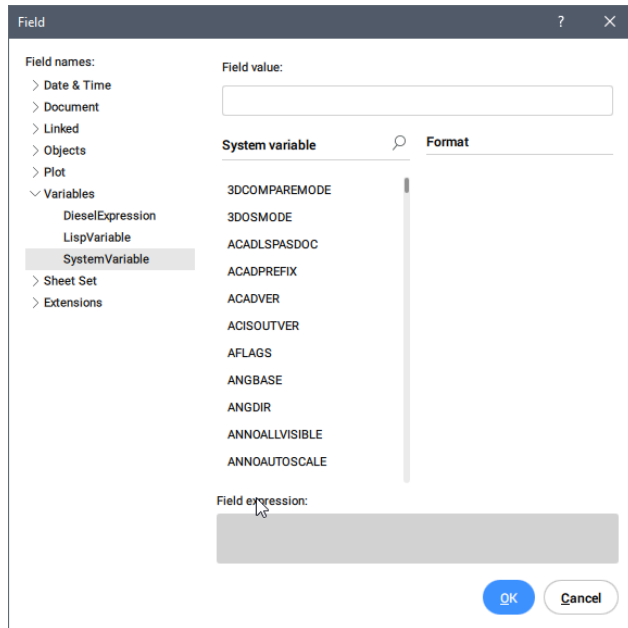 Field
?
Field names:
Date & Time
Document
Linked
Objects
Plot
Variables
DieselExpression
LispVariable
SystemVariable
Sheet Set
Extensions
Field value:
System variable
3DCOMPAREMODE
3DOSMODE
ACADLSPASDOC
ACADPREFIX
ACADVER
ACISOUTVER
AFLAGS
ANGBASE
ANGDIR
ANNOALLVISIBLE
ANNOAUTOSCALE
Format
Field expression:
OK
Cancel